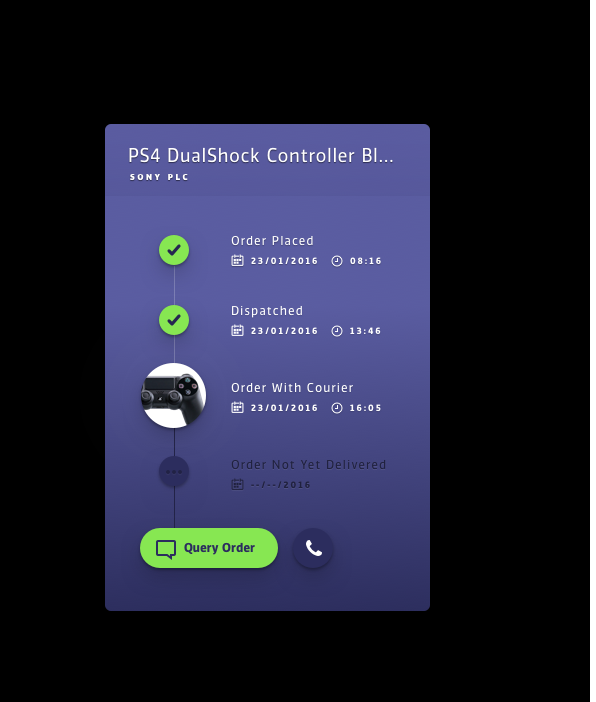 PS4 DualShock Controller Bl...
SONY PLC
Order Placed
23/01/2016 08:16
Dispatched
23/01/2016 13:46
Order With Courier
23/01/2016 16:05
Order Not Yet Delivered
--/--/2016
Query Order